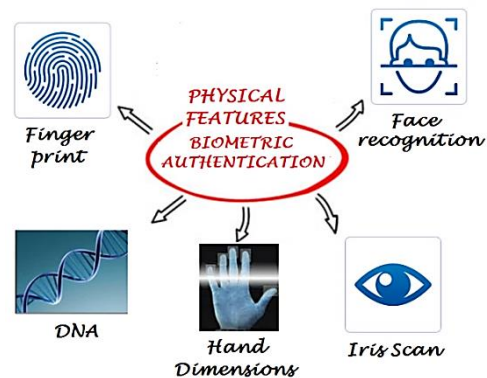 PHYSICAL
FEATURES
BIOMETRIC
AUTHENTICATION
Finger
print
Face
recognition
DNA
Hand
Dimensions
Iris Scan